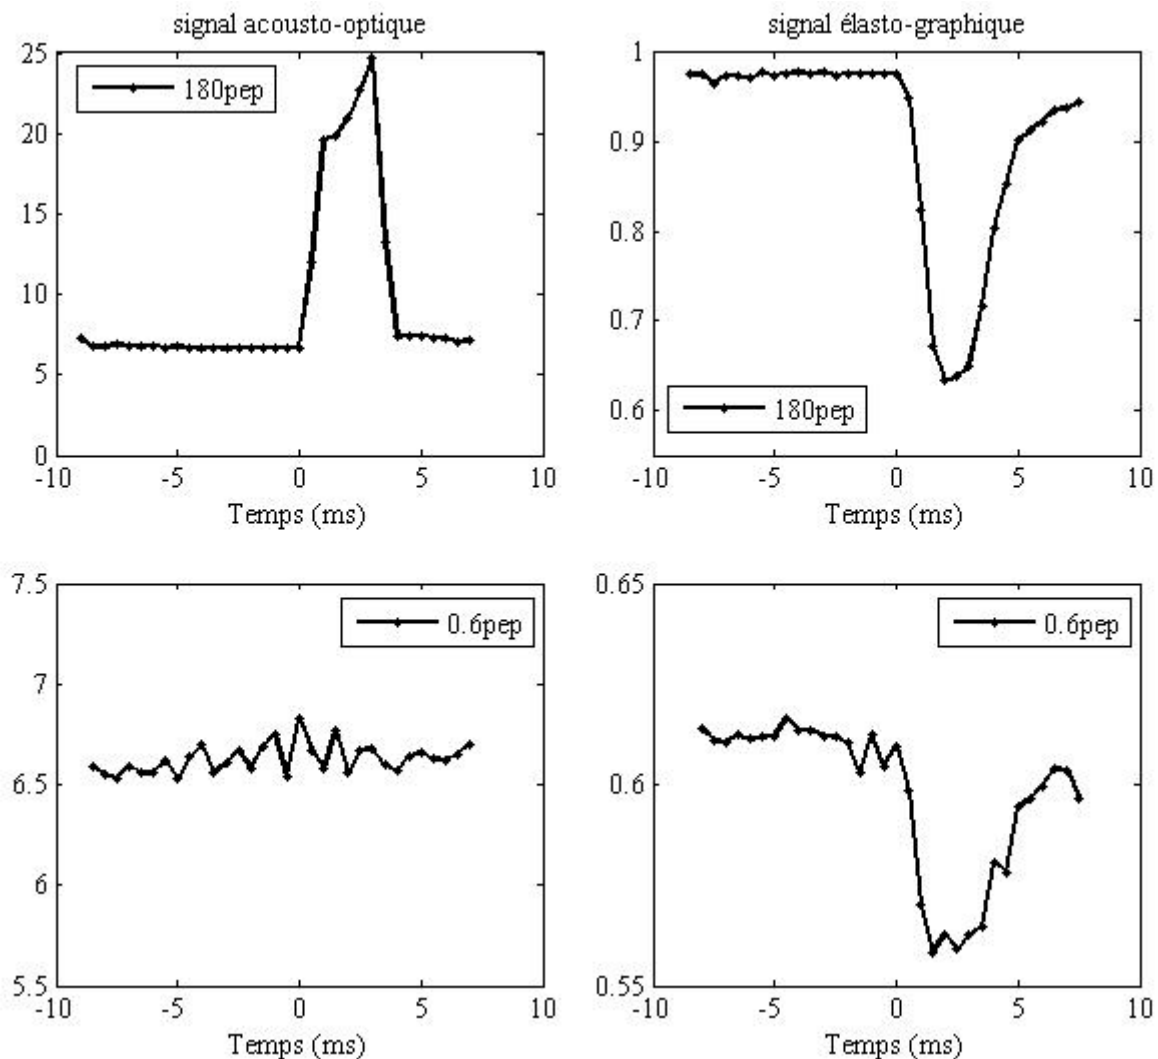 signal acousto-optique
25
20
15
10
5
0
180pep
-10 -5 0 5 10
Temps (ms)
signal élasto-graphique
1
0.9
0.8
0.7
0.6
180pep
-10 -5 0 5 10
Temps (ms)
7.5
7
6.5
6
5.5
0.6pep
-10 -5 0 5 10
Temps (ms)
0.65
0.6
0.55
0.6pep
-10 -5 0 5 10
Temps (ms)